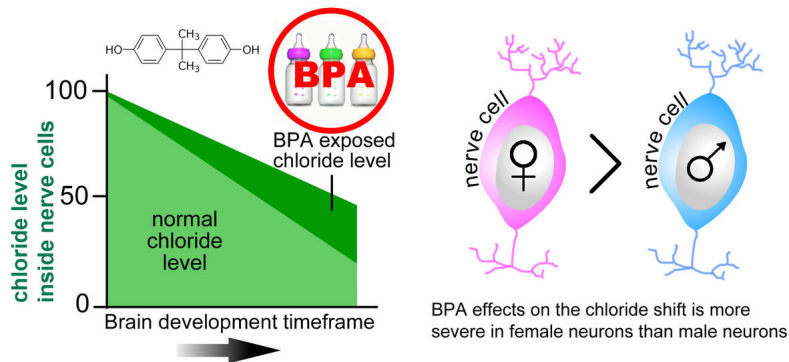 HO
OH
CH₃
CH₃
BPA
100
50
0
chloride level
inside nerve cells
BPA exposed
chloride level
normal
chloride
level
Brain development timeframe
nerve cell
♀
>
nerve cell
♂
BPA effects on the chloride shift is more
severe in female neurons than male neurons